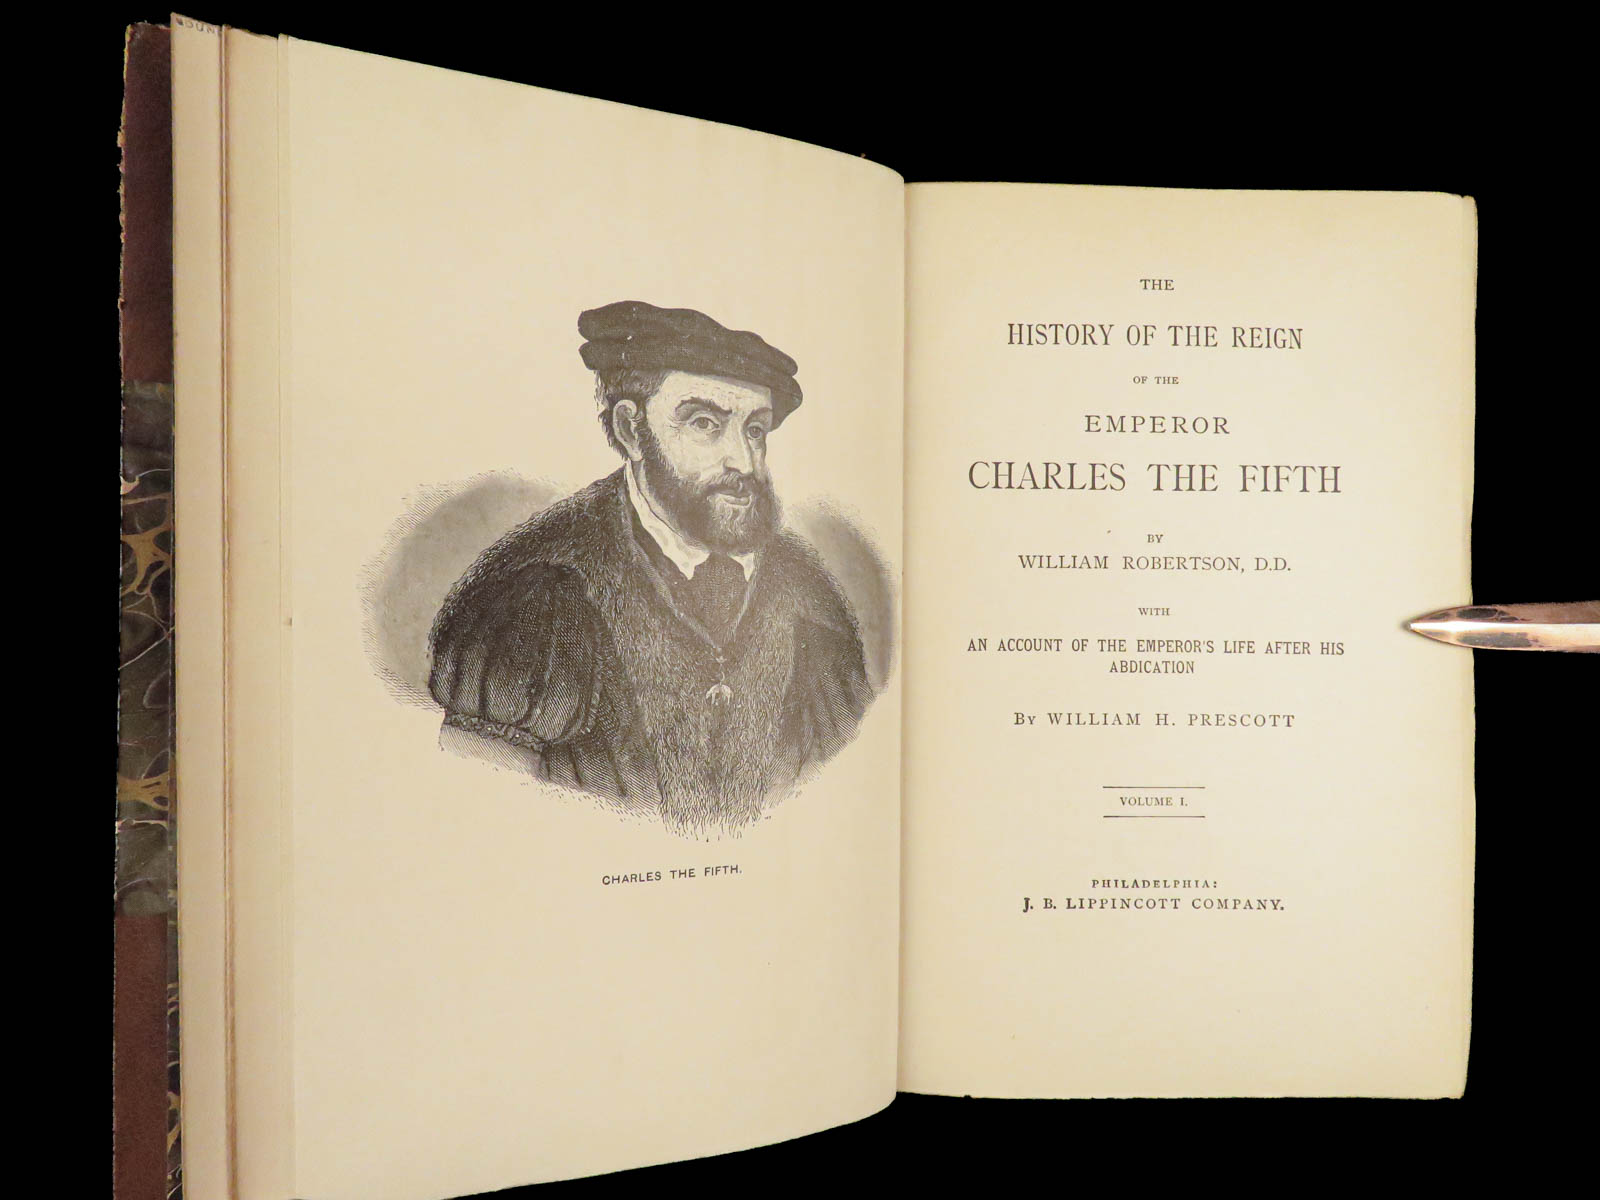 CHARLES THE FIFTH.
THE
HISTORY OF THE REIGN
OF THE
EMPEROR
CHARLES THE FIFTH
BY
WILLIAM ROBERTSON, D.D.
WITH
AN ACCOUNT OF THE EMPEROR'S LIFE AFTER HIS
ABDICATION
By WILLIAM H. PRESCOTT
VOLUME I.
PHILADELPHIA:
J. B. LIPPINCOTT COMPANY.